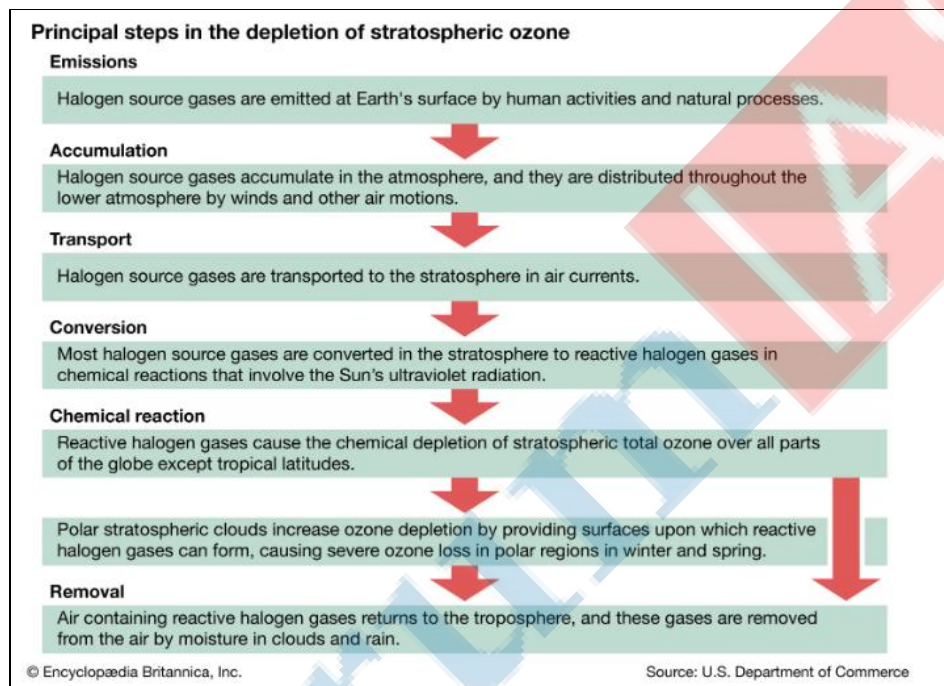 Principal steps in the depletion of stratospheric ozone
Emissions
Halogen source gases are emitted at Earth's surface by human activities and natural processes.
Accumulation
Halogen source gases accumulate in the atmosphere, and they are distributed throughout the
lower atmosphere by winds and other air motions.
Transport
Halogen source gases are transported to the stratosphere in air currents.
Conversion
Most halogen source gases are converted in the stratosphere to reactive halogen gases in
chemical reactions that involve the Sun's ultraviolet radiation.
Chemical reaction
Reactive halogen gases cause the chemical depletion of stratospheric total ozone over all parts
of the globe except tropical latitudes.
Polar stratospheric clouds increase ozone depletion by providing surfaces upon which reactive
halogen gases can form, causing severe ozone loss in polar regions in winter and spring.
Removal
Air containing reactive halogen gases returns to the troposphere, and these gases are removed
from the air by moisture in clouds and rain.
© Encyclopædia Britannica, Inc.
Source: U.S. Department of Commerce